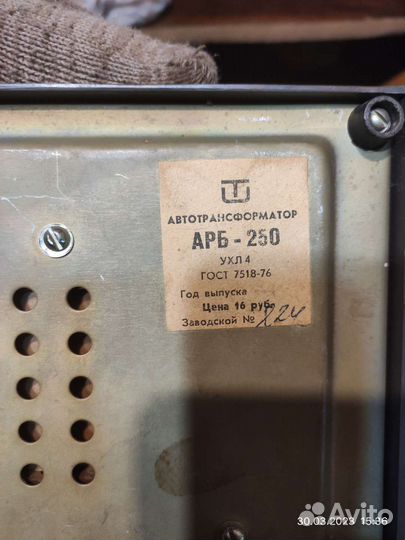 АВТОТРАНСФОРМАТОР
АРБ-250
УХЛ 4
ГОСТ 7518-76
Год выпуска
Цена 16 руб.
Заводской № 224
30.03.2023 15:36
Avito